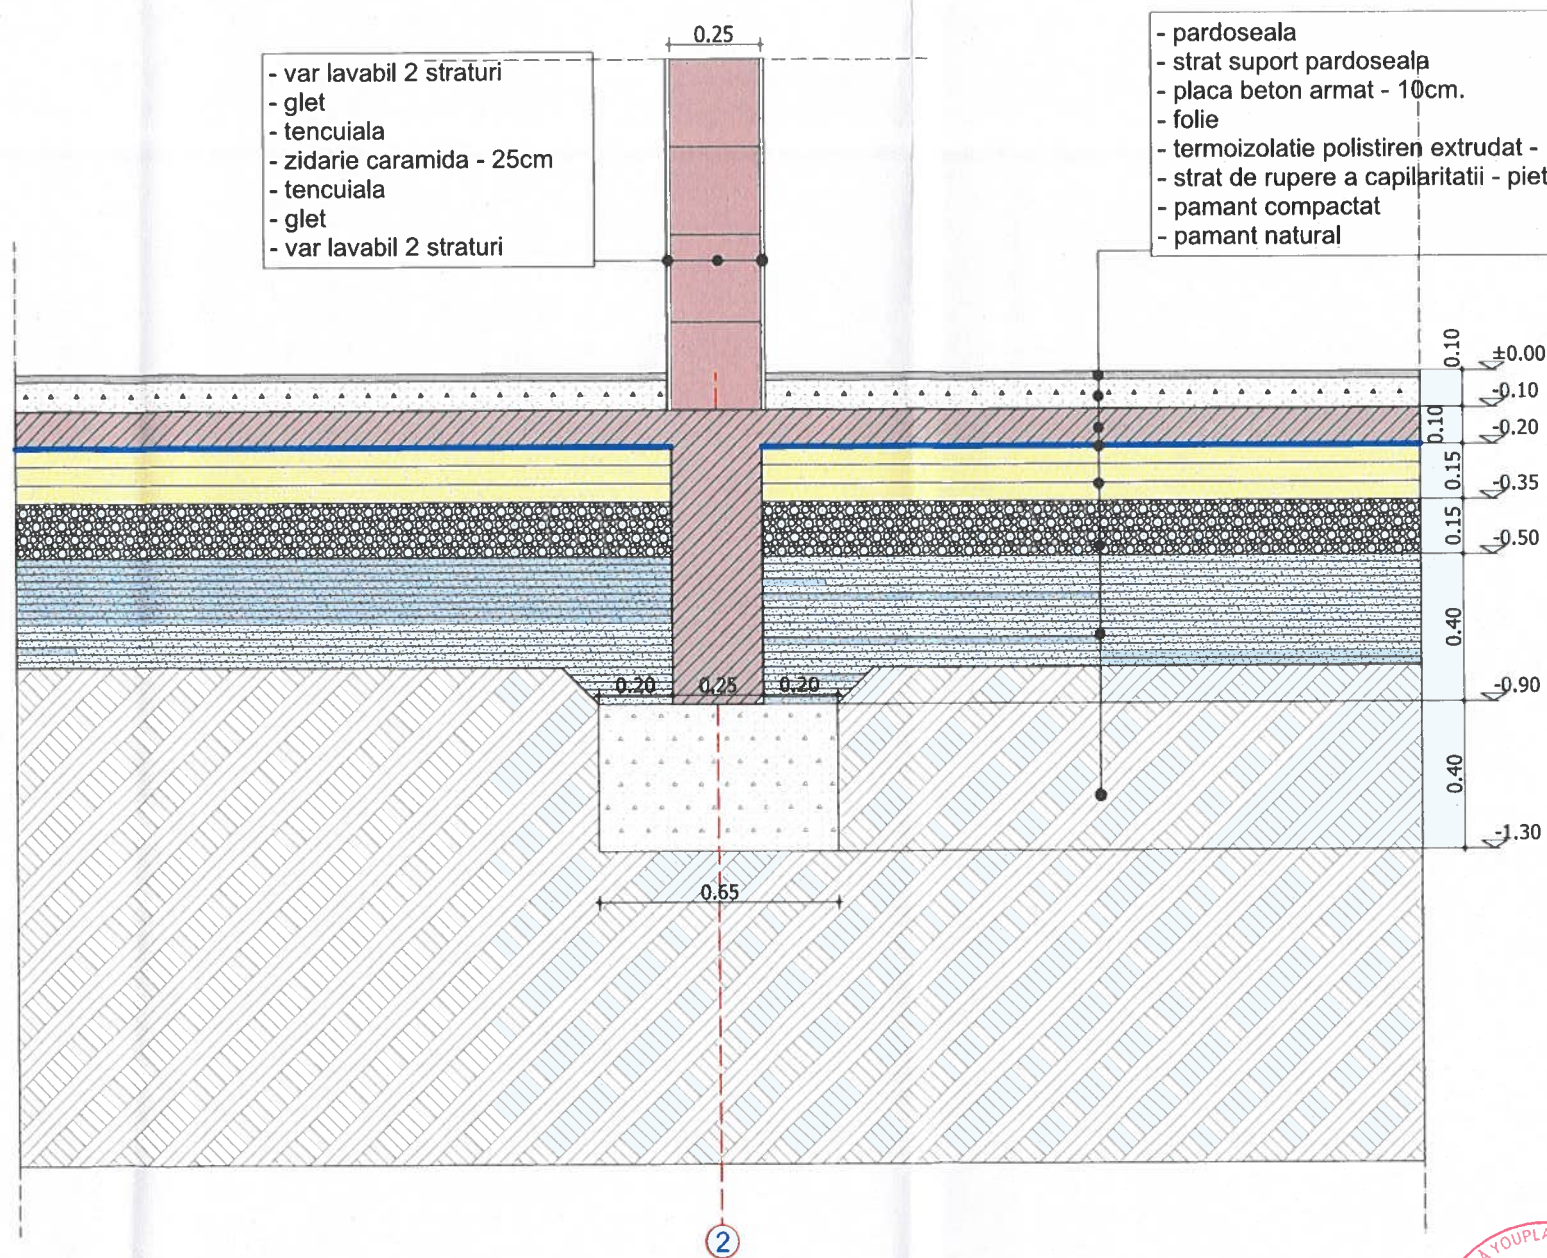 0.25
- var lavabil 2 straturi
- glet
- tencuiala
- zidarie caramida - 25cm
- tencuiala
- glet
- var lavabil 2 straturi
- pardoseala
- strat suport pardoseala
- placa beton armat - 10cm.
- folie
- termoizolatie polistiren extrudat -
- strat de rupere a capilaritatii - piet
- pamant compactat
- pamant natural
0.10
±0.00
-0.10
0.10
-0.20
0.15
-0.35
0.15
-0.50
0.40
0.20 0.25 0.20
-0.90
0.40
-1.30
0.65
2
YOUPLA